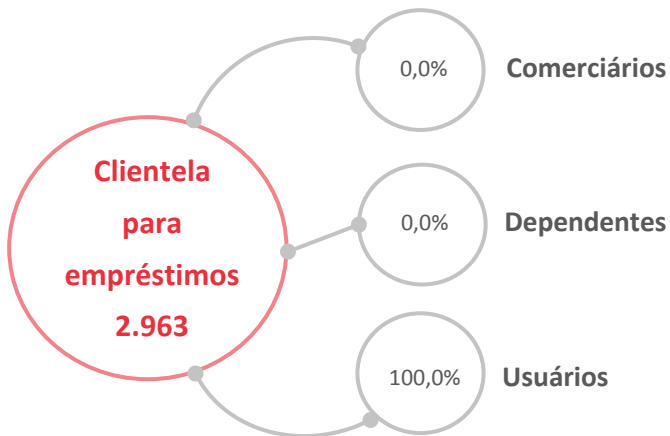 Clientela
para
empréstimos
2.963
0,0%
Comerciários
0,0%
Dependentes
100,0%
Usuários